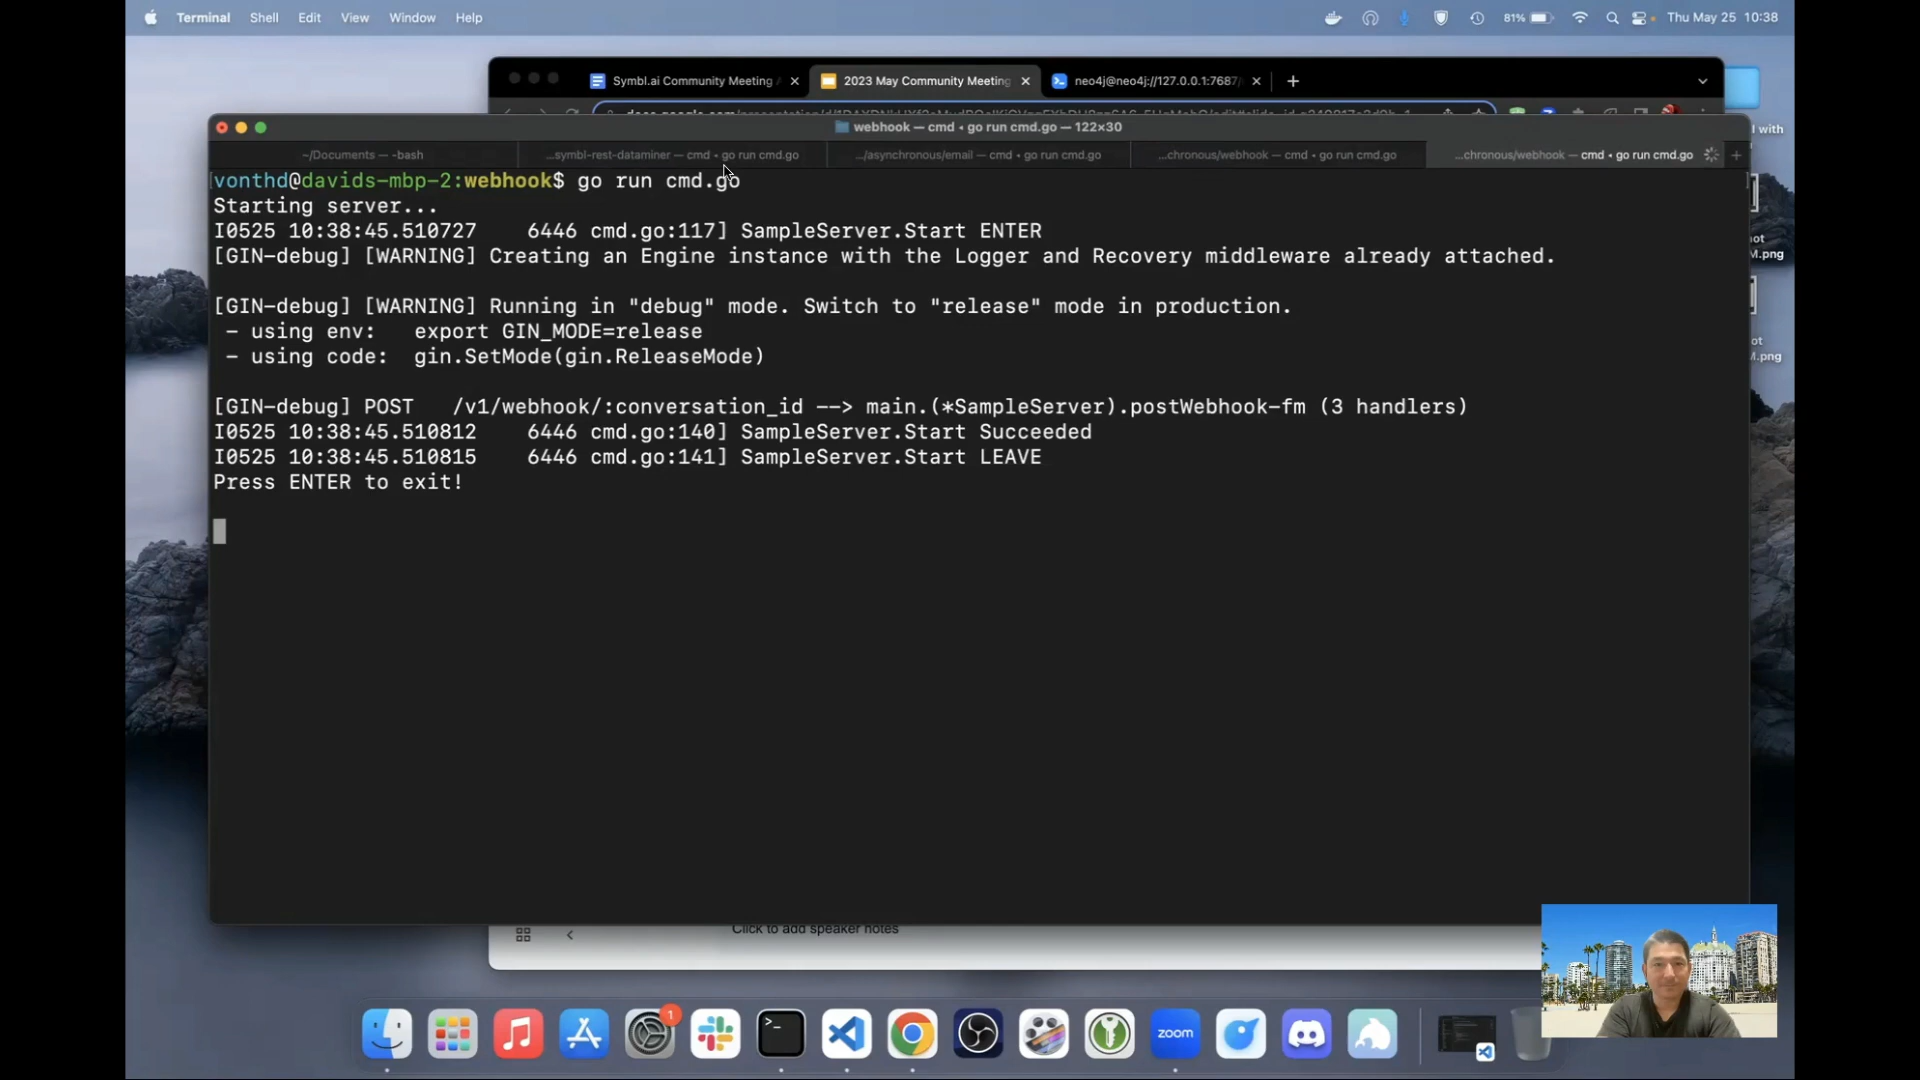 Terminal Shell Edit View Window Help
81% Thu May 25 10:38
Symbl.ai Community Meeting
2023 May Community Meeting
neo4j@neo4j://127.0.0.1:7687/
webhook — cmd • go run cmd.go — 122×30
~/Documents — -bash
...symbl-rest-dataminer — cmd • go run cmd.go
.../asynchronous/email — cmd • go run cmd.go
...chronous/webhook — cmd • go run cmd.go
...chronous/webhook — cmd • go run cmd.go
vonthd@davids-mbp-2:webhook$ go run cmd.go
Starting server...
I0525 10:38:45.510727 6446 cmd.go:117] SampleServer.Start ENTER
[GIN-debug] [WARNING] Creating an Engine instance with the Logger and Recovery middleware already attached.
[GIN-debug] [WARNING] Running in "debug" mode. Switch to "release" mode in production.
- using env: export GIN_MODE=release
- using code: gin.SetMode(gin.ReleaseMode)
[GIN-debug] POST /v1/webhook/:conversation_id --> main.(*SampleServer).postWebhook-fm (3 handlers)
I0525 10:38:45.510812 6446 cmd.go:140] SampleServer.Start Succeeded
I0525 10:38:45.510815 6446 cmd.go:141] SampleServer.Start LEAVE
Press ENTER to exit!
l with
ot
M.png
ot
M.png
Click to add speaker notes
1
zoom